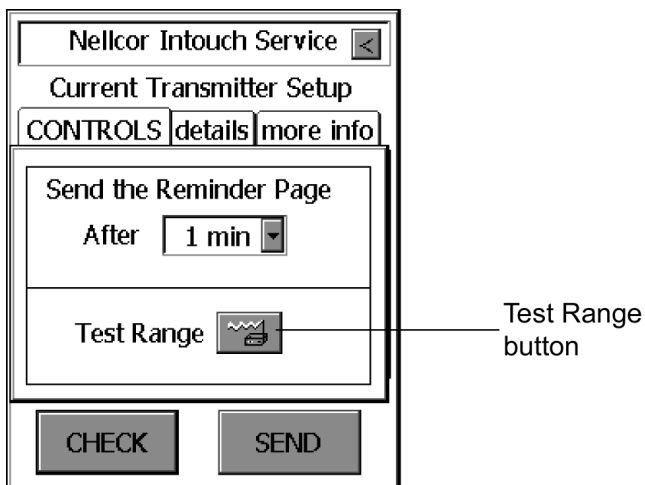 Nellcor Intouch Service <
Current Transmitter Setup
CONTROLS details more info
Send the Reminder Page
After 1 min
Test Range
Test Range
button
CHECK SEND